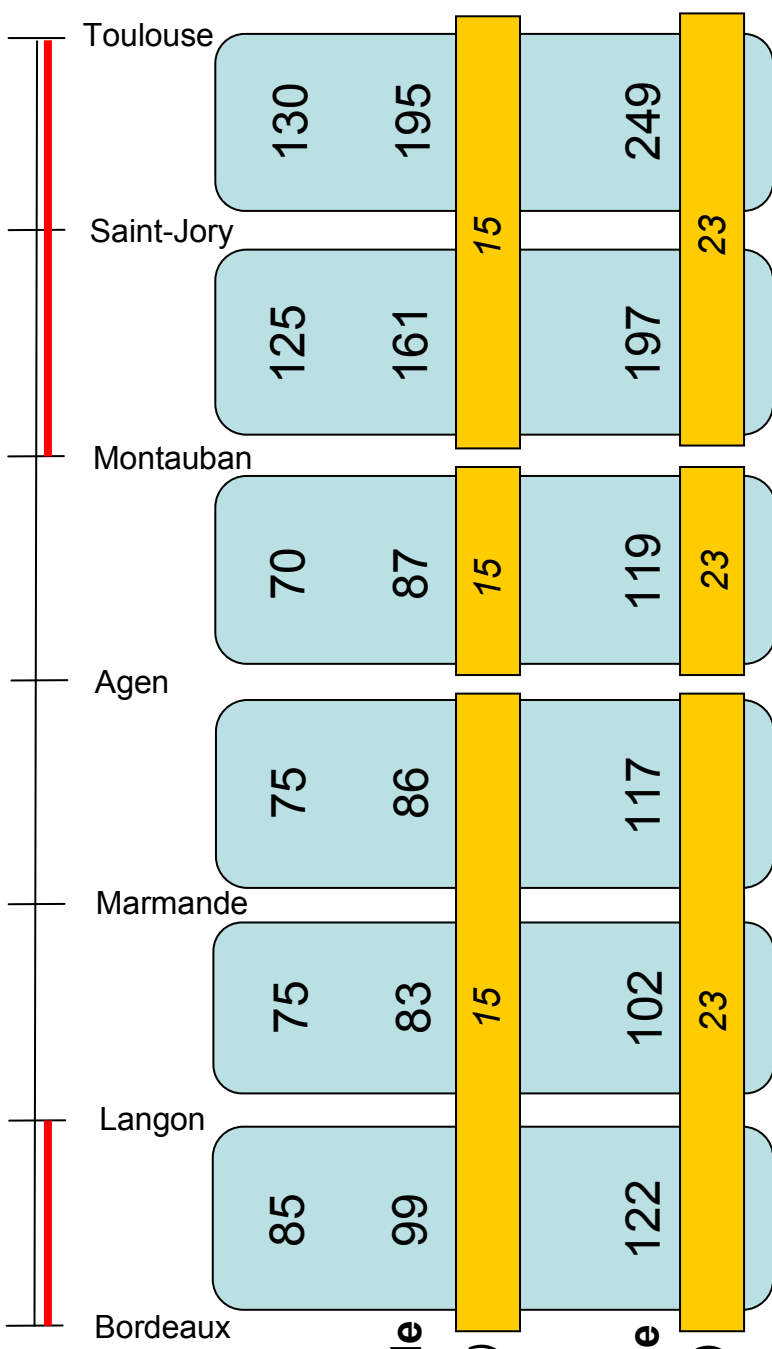 Toulouse
Saint-Jory
Montauban
Agen
Marmande
Langon
Bordeaux
85 75 75 70 125 130
99 83 86 87 161 195
15 15 15
122 102 117 119 197 249
23 23 23